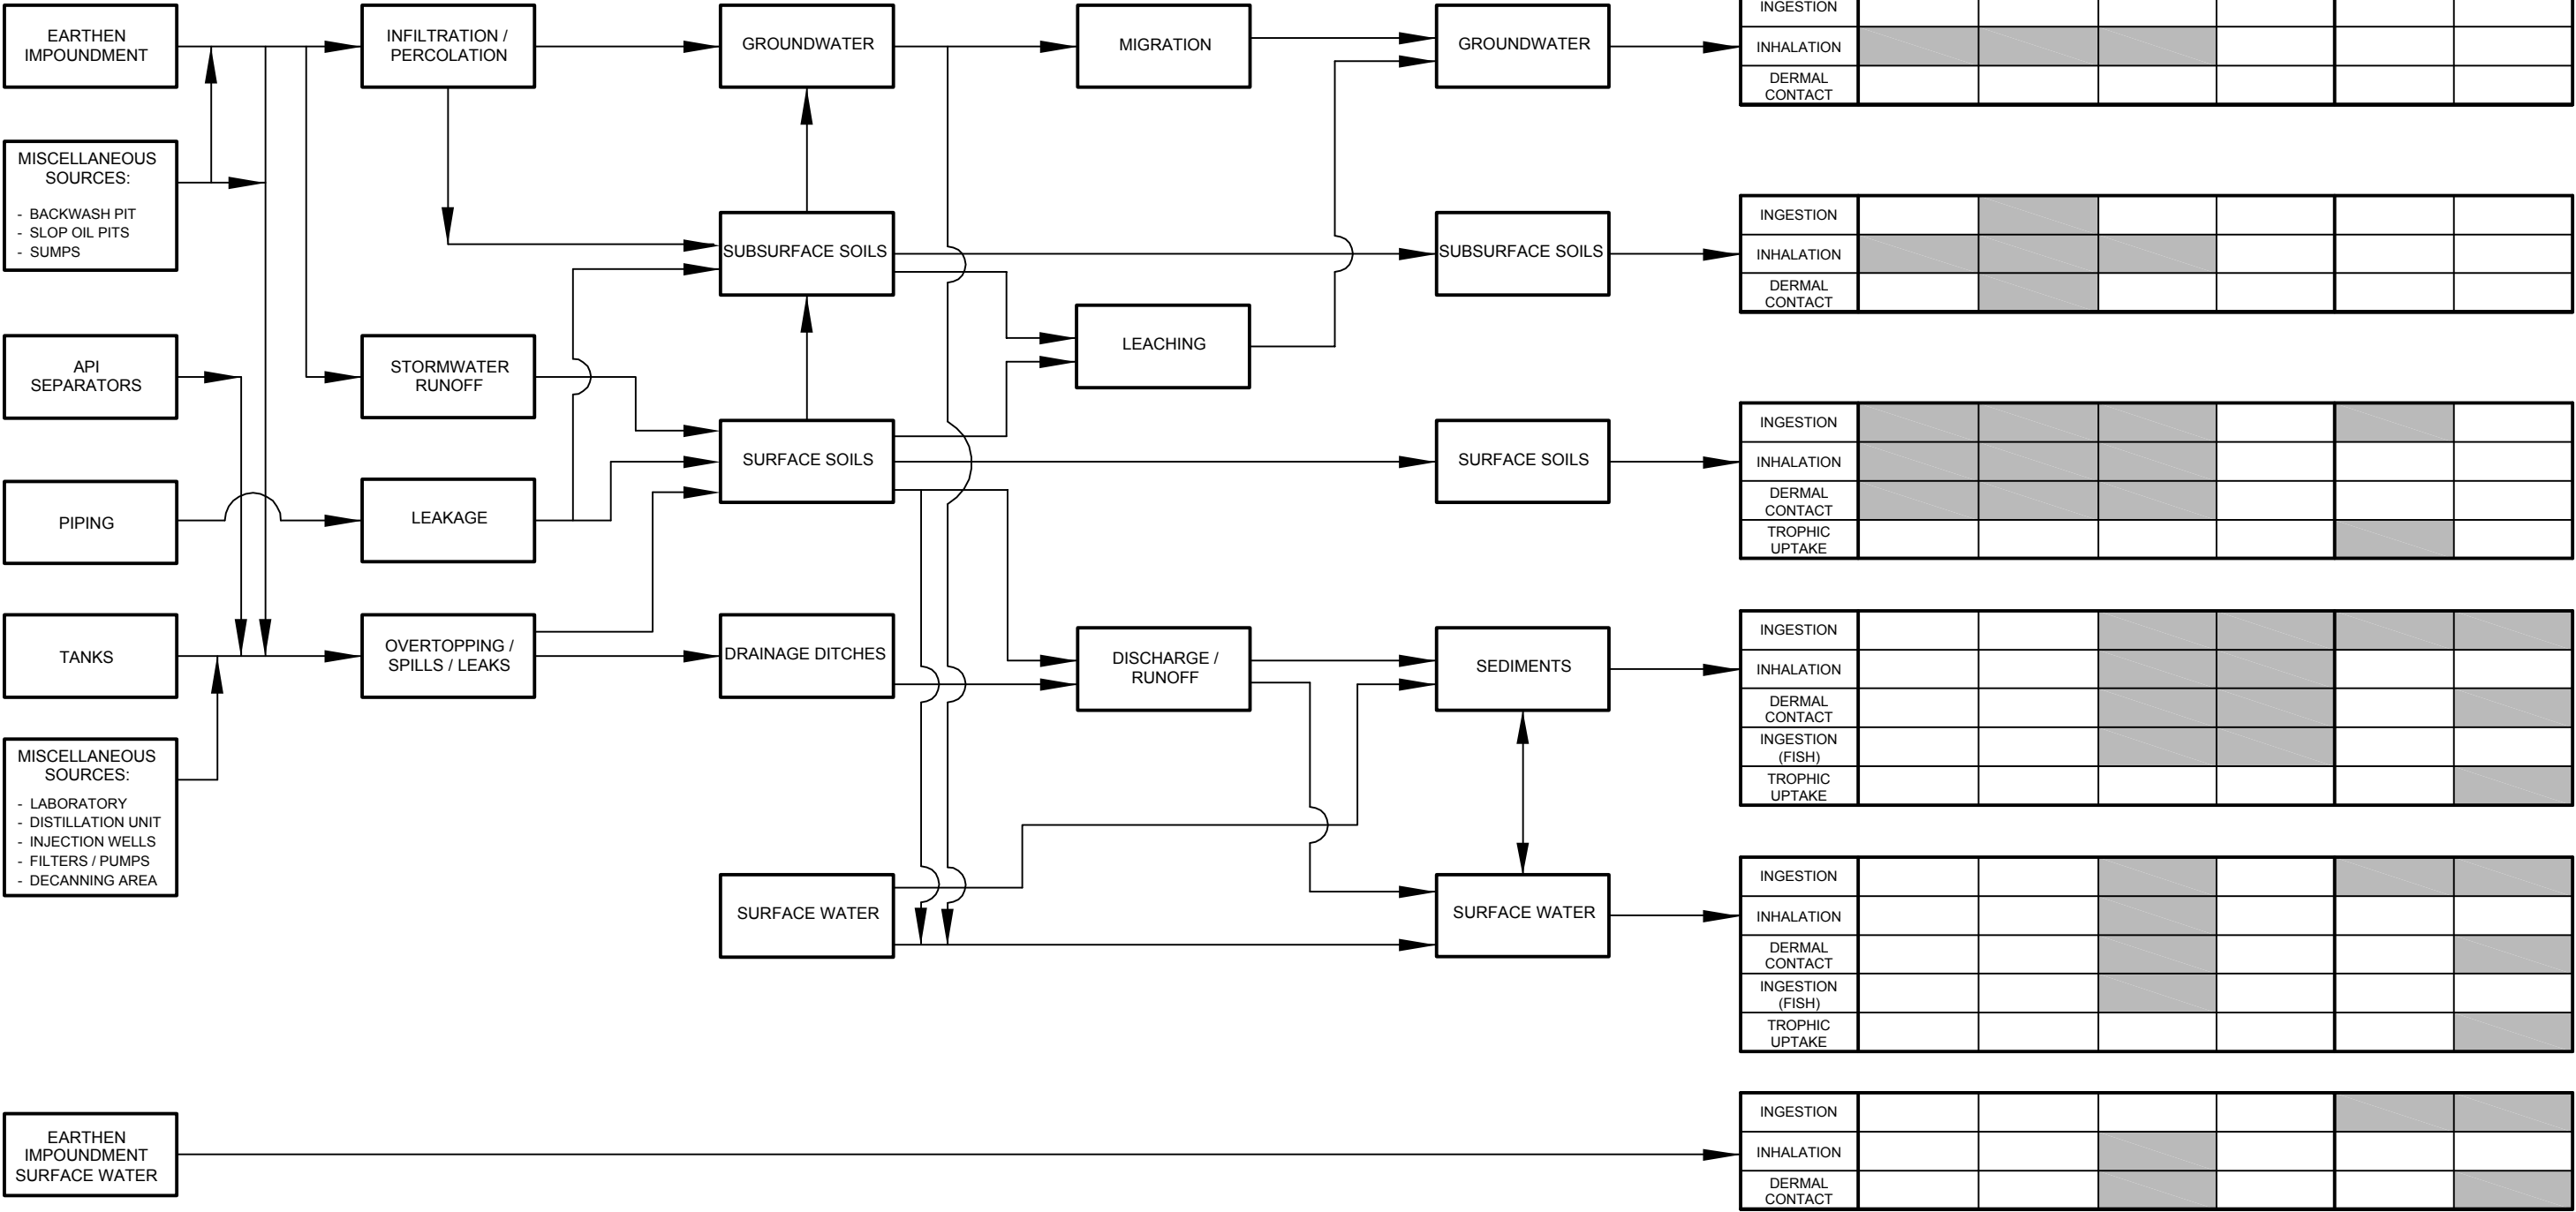 EARTHEN
IMPOUNDMENT
INFILTRATION /
PERCOLATION
GROUNDWATER
MIGRATION
GROUNDWATER
INGESTION
INHALATION
DERMAL
CONTACT
MISCELLANEOUS
SOURCES:
- BACKWASH PIT
- SLOP OIL PITS
- SUMPS
SUBSURFACE SOILS
SUBSURFACE SOILS
INGESTION
INHALATION
DERMAL
CONTACT
API
SEPARATORS
STORMWATER
RUNOFF
LEACHING
PIPING
LEAKAGE
SURFACE SOILS
SURFACE SOILS
INGESTION
INHALATION
DERMAL
CONTACT
TROPHIC
UPTAKE
TANKS
OVERTOPPING /
SPILLS / LEAKS
DRAINAGE DITCHES
DISCHARGE /
RUNOFF
SEDIMENTS
INGESTION
INHALATION
DERMAL
CONTACT
INGESTION
(FISH)
TROPHIC
UPTAKE
MISCELLANEOUS
SOURCES:
- LABORATORY
- DISTILLATION UNIT
- INJECTION WELLS
- FILTERS / PUMPS
- DECANNING AREA
SURFACE WATER
SURFACE WATER
INGESTION
INHALATION
DERMAL
CONTACT
INGESTION
(FISH)
TROPHIC
UPTAKE
EARTHEN
IMPOUNDMENT
SURFACE WATER
INGESTION
INHALATION
DERMAL
CONTACT